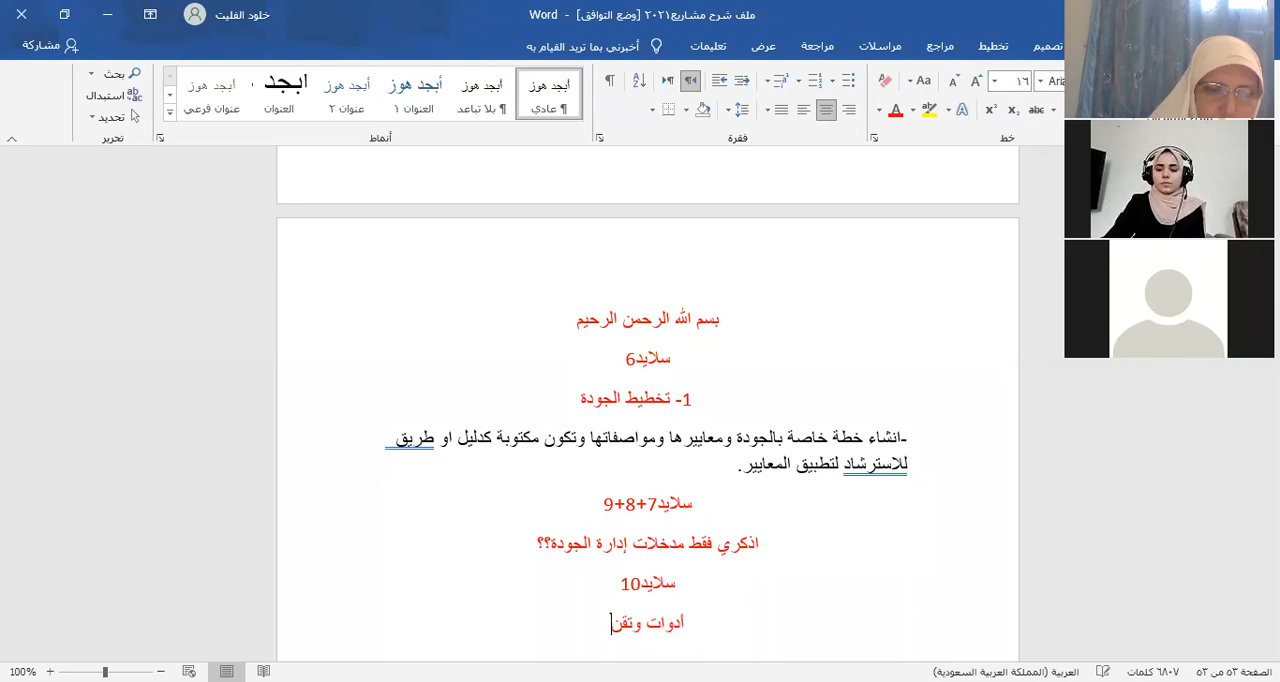 ملف شرح مشاريع٢٠٢١ [وضع التوافق] - Word
خلود الفليت
تصميم
تخطيط
مراجع
مراسلات
مراجعة
عرض
تعليمات
أخبرني بما تريد القيام به
مشاركة
Aria
١٦
Aa
أبجد هوز
¶ عادي
أبجد هوز
¶ بلا تباعد
أبجد هوز
العنوان ١
أبجد هوز
عنوان ٢
ابجد
العنوان
أبجد هوز
عنوان فرعي
بحث
استبدال
تحديد
خط
فقرة
أنماط
تحرير
بسم الله الرحمن الرحيم
سلايد6
1- تخطيط الجودة
-انشاء خطة خاصة بالجودة ومعاييرها ومواصفاتها وتكون مكتوبة كدليل او طريق
للاسترشاد لتطبيق المعايير.
سلايد7+8+9
اذكري فقط مدخلات إدارة الجودة؟؟
سلايد10
أدوات وتقن
الصفحة ٥٣ من ٥٣
٦٨٠٧ كلمات
العربية (المملكة العربية السعودية)
100%